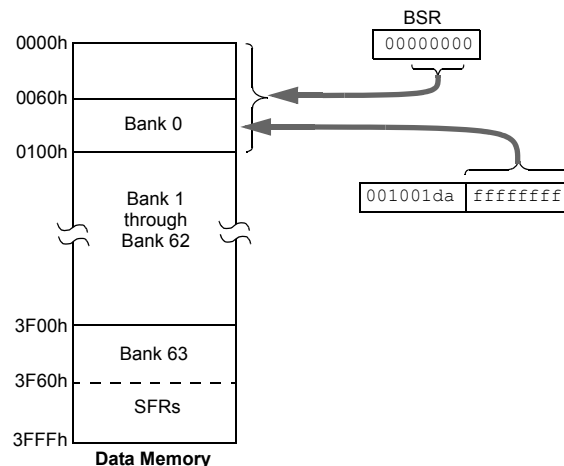 BSR
00000000
0000h
0060h
Bank 0
0100h
001001da ffffffff
Bank 1
through
Bank 62
3F00h
Bank 63
3F60h
SFRs
3FFFh
Data Memory